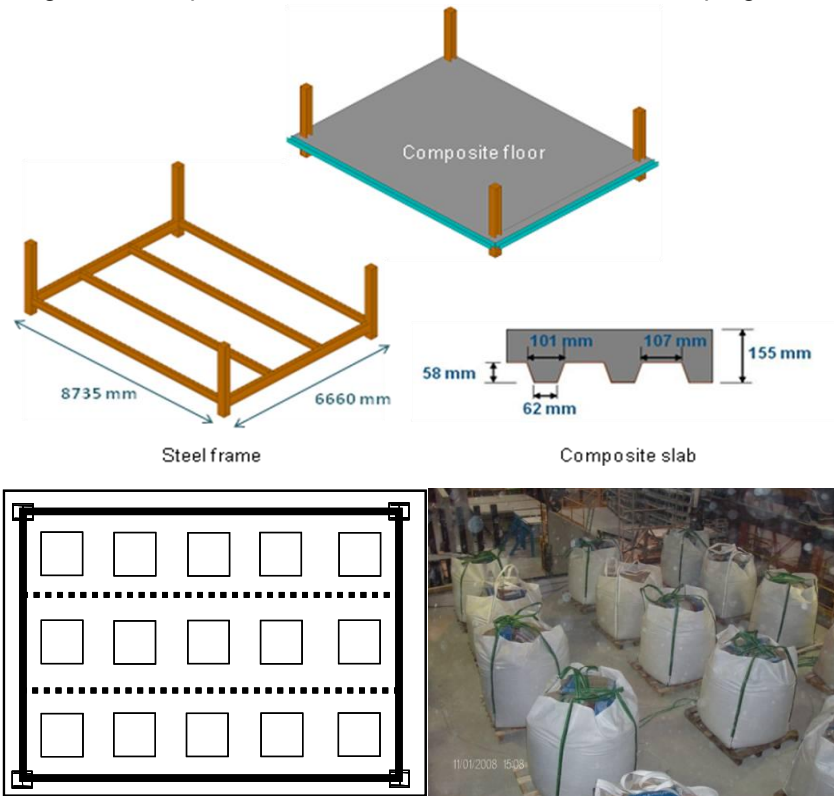 Composite floor
8735 mm
6660 mm
Steel frame
101 mm
107 mm
155 mm
58 mm
62 mm
Composite slab
11/01/2008 15:08